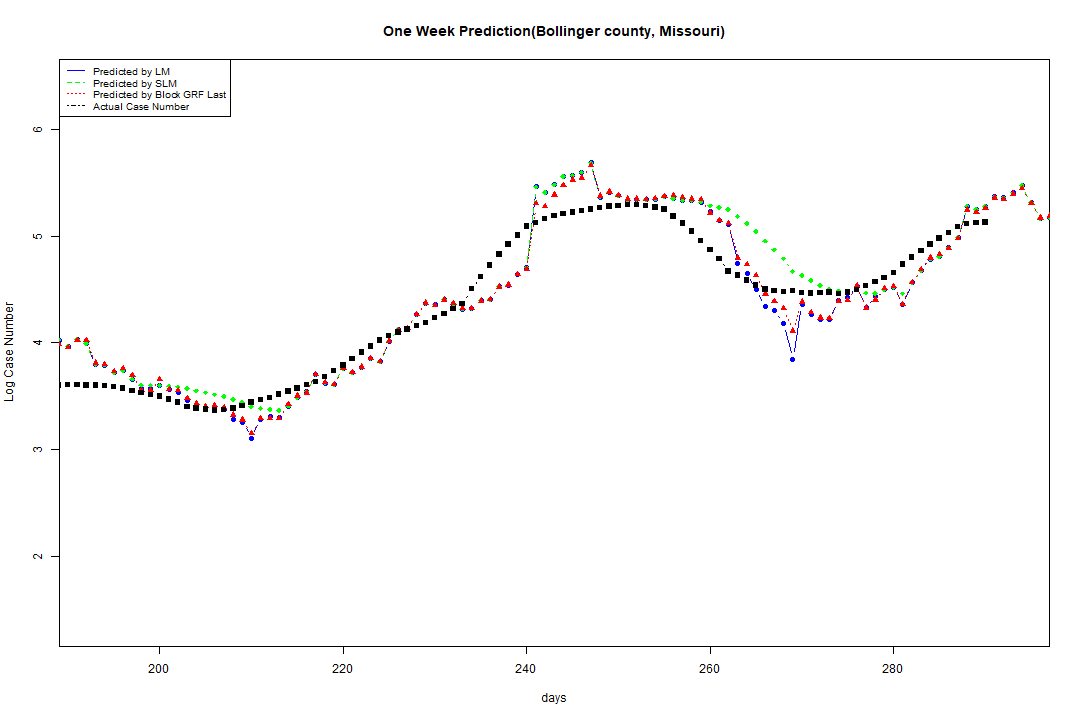 One Week Prediction(Bollinger county, Missouri)
Predicted by LM
Predicted by SLM
Predicted by Block GRF Last
Actual Case Number
6
5
4
3
2
Log Case Number
200 220 240 260 280
days